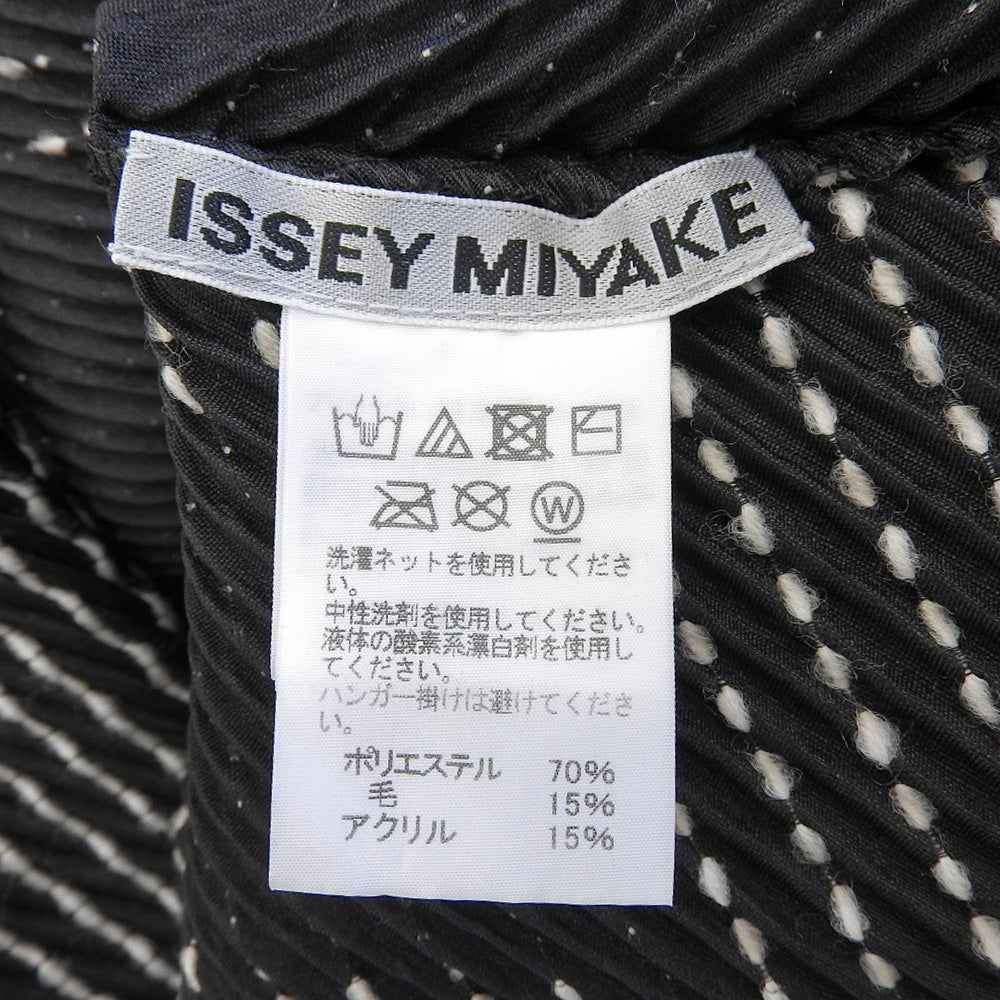 ISSEY MIYAKE
W
洗濯ネットを使用してくださ
い。
中性洗剤を使用してください。
液体の酸素系漂白剤を使用し
てください。
ハンガー掛けは避けてくださ
い。
ポリエステル 70%
毛 15%
アクリル 15%